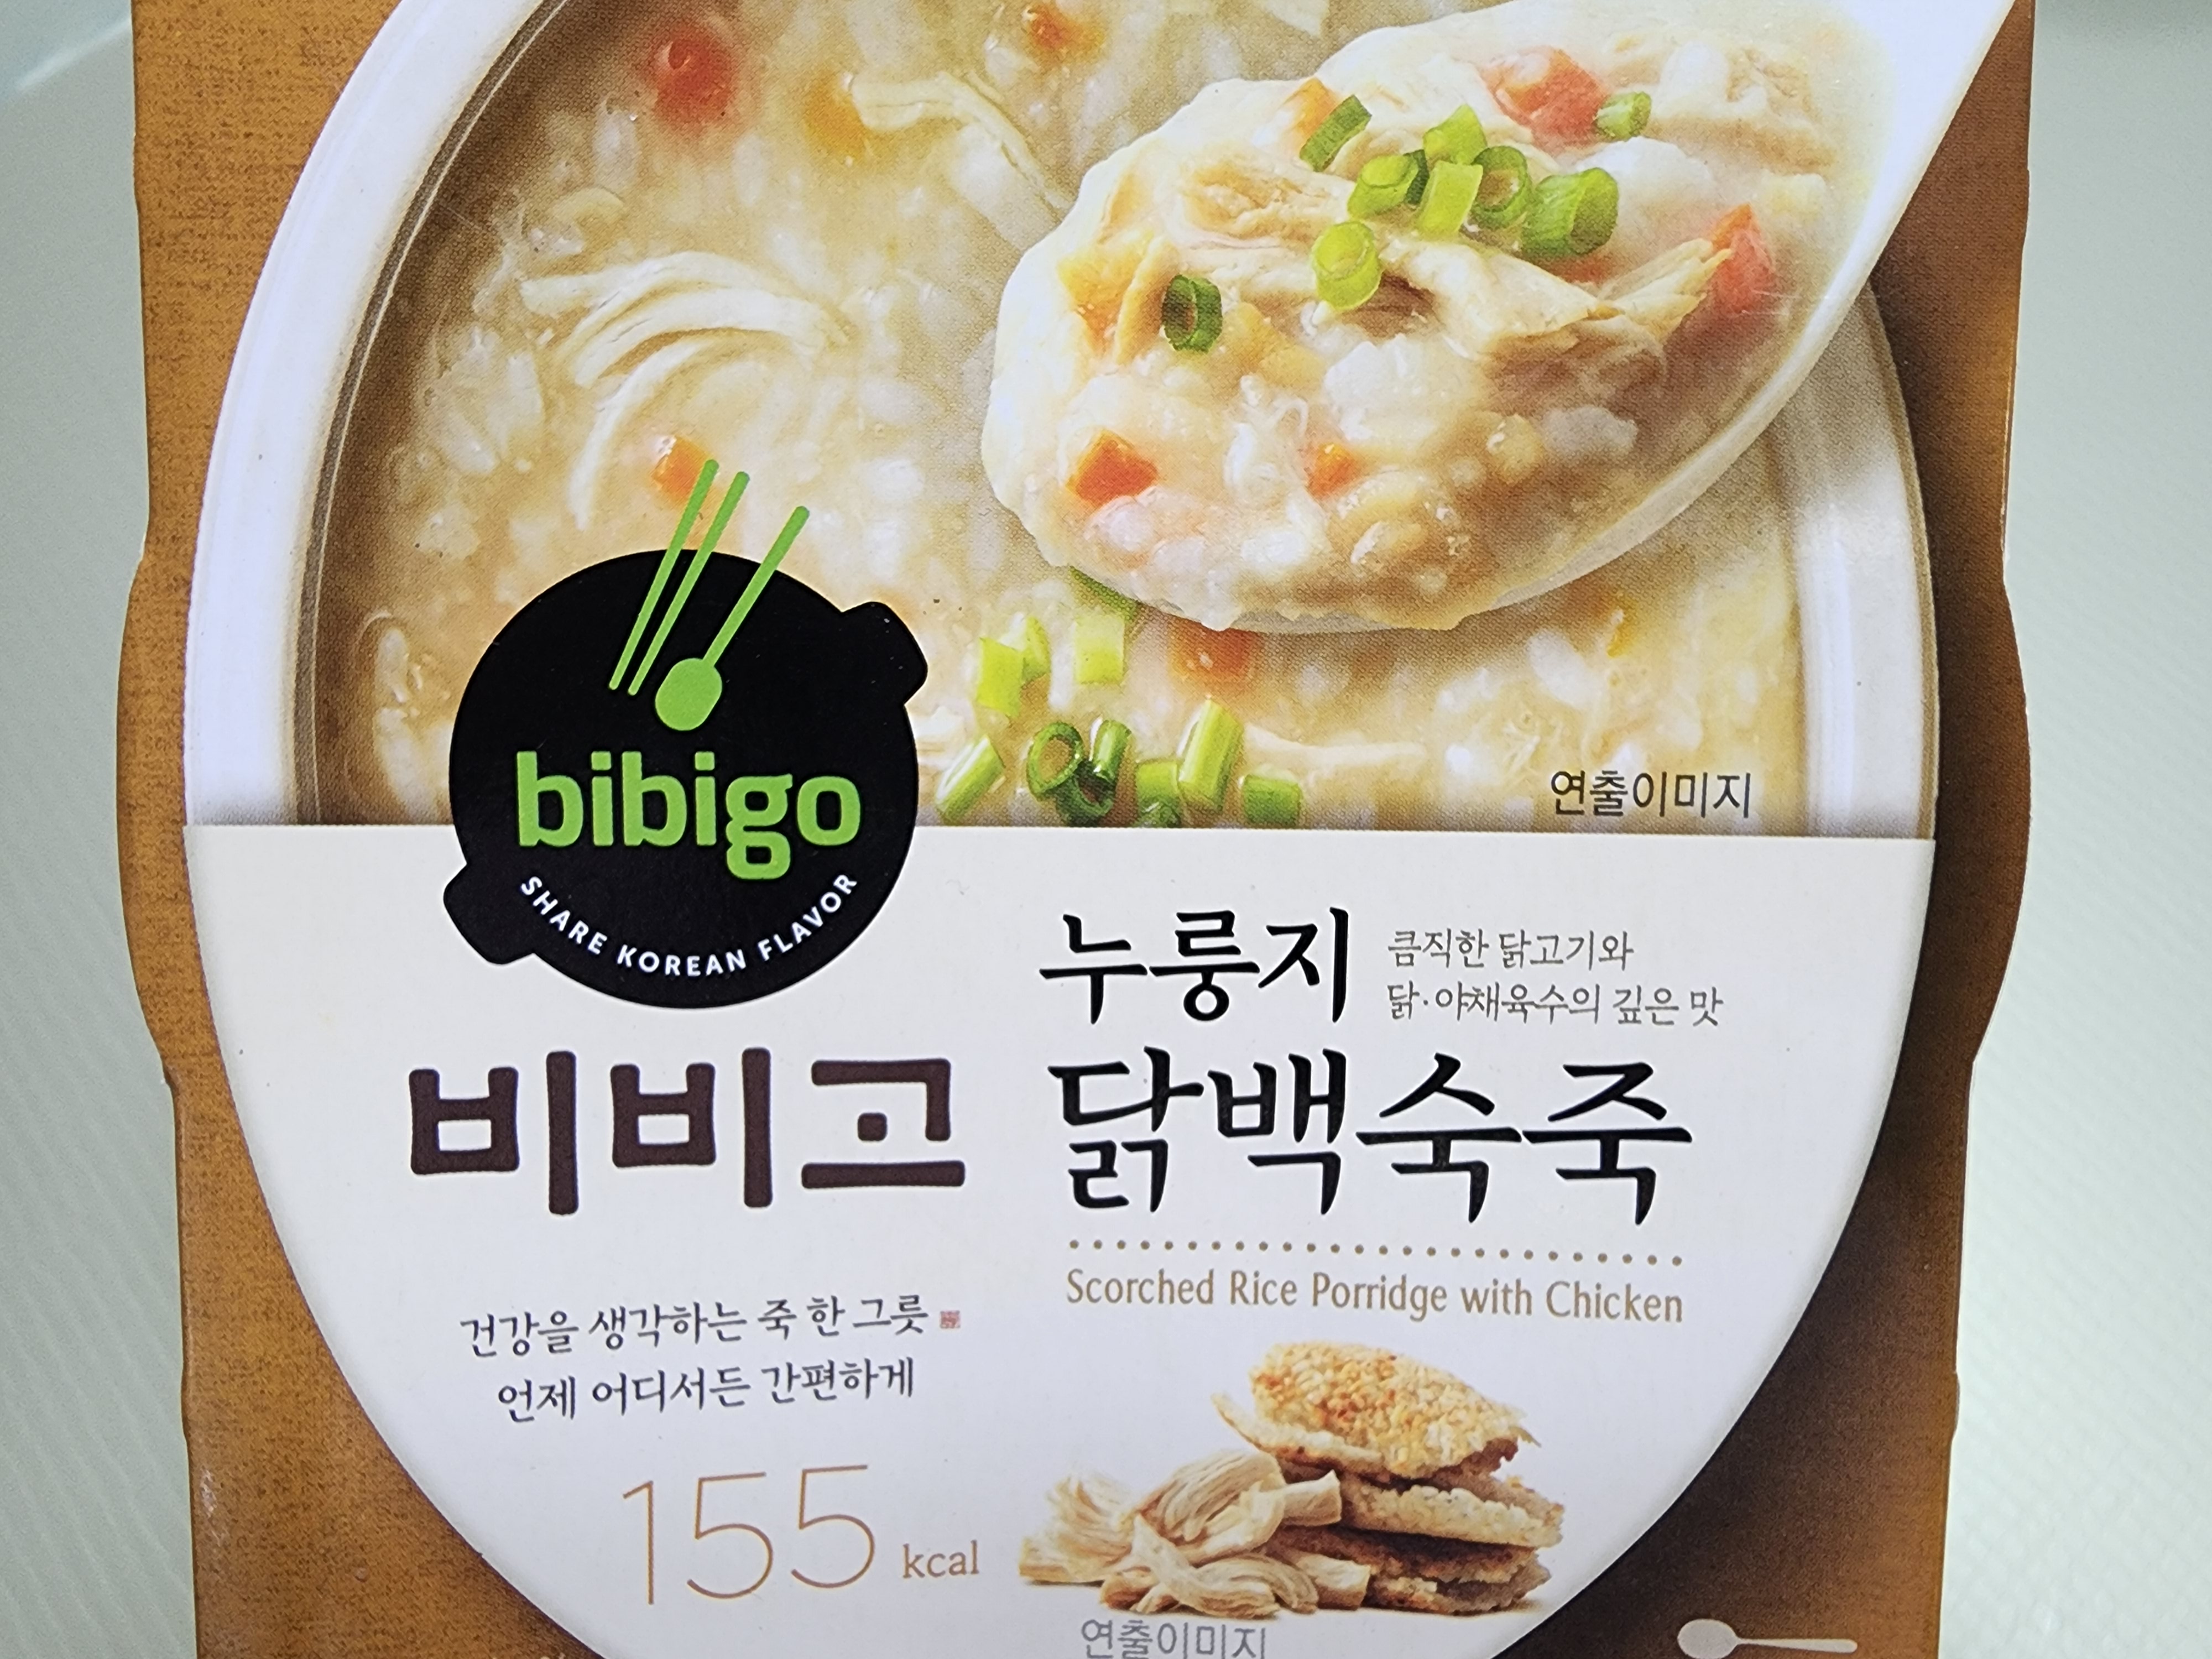 연출이미지
bibigo
SHARE KOREAN FLAVOR
비비고
누룽지
닭백숙죽
큼직한 닭고기와
닭·야채육수의 깊은 맛
Scorched Rice Porridge with Chicken
건강을 생각하는 죽 한 그릇
언제 어디서든 간편하게
155 kcal
연출이미지